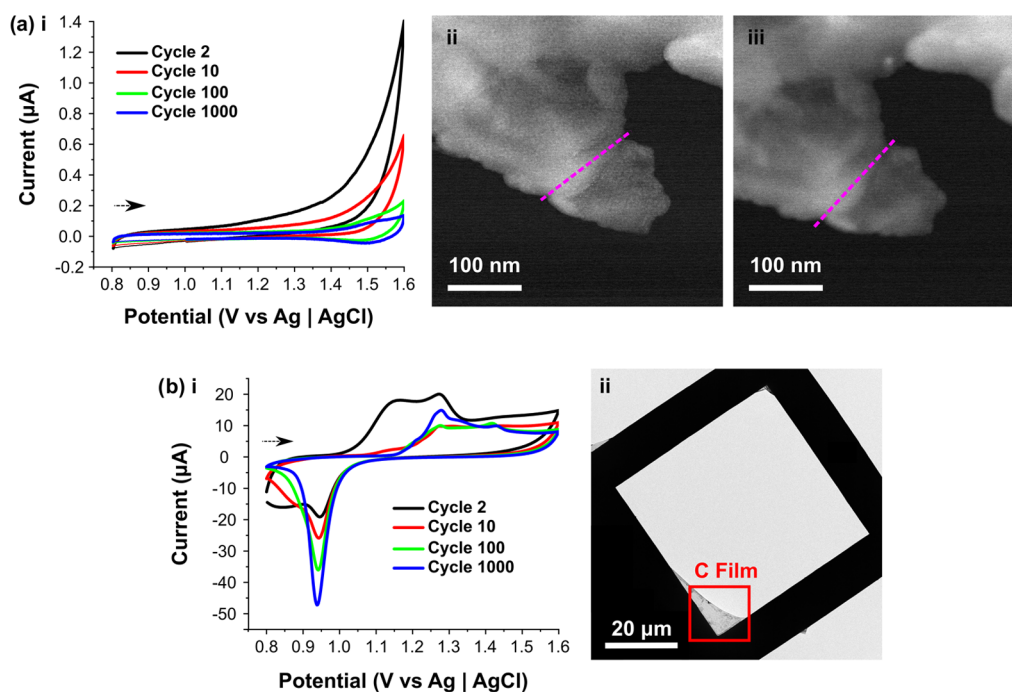 (a) i
Current (µA)
1.4
1.2
1.0
0.8
0.6
0.4
0.2
0.0
-0.2
Cycle 2
Cycle 10
Cycle 100
Cycle 1000
0.8 0.9 1.0 1.1 1.2 1.3 1.4 1.5 1.6
Potential (V vs Ag | AgCl)
ii
100 nm
iii
100 nm
(b) i
Current (µA)
20
10
0
-10
-20
-30
-40
-50
Cycle 2
Cycle 10
Cycle 100
Cycle 1000
0.8 0.9 1.0 1.1 1.2 1.3 1.4 1.5 1.6
Potential (V vs Ag | AgCl)
ii
C Film
20 µm